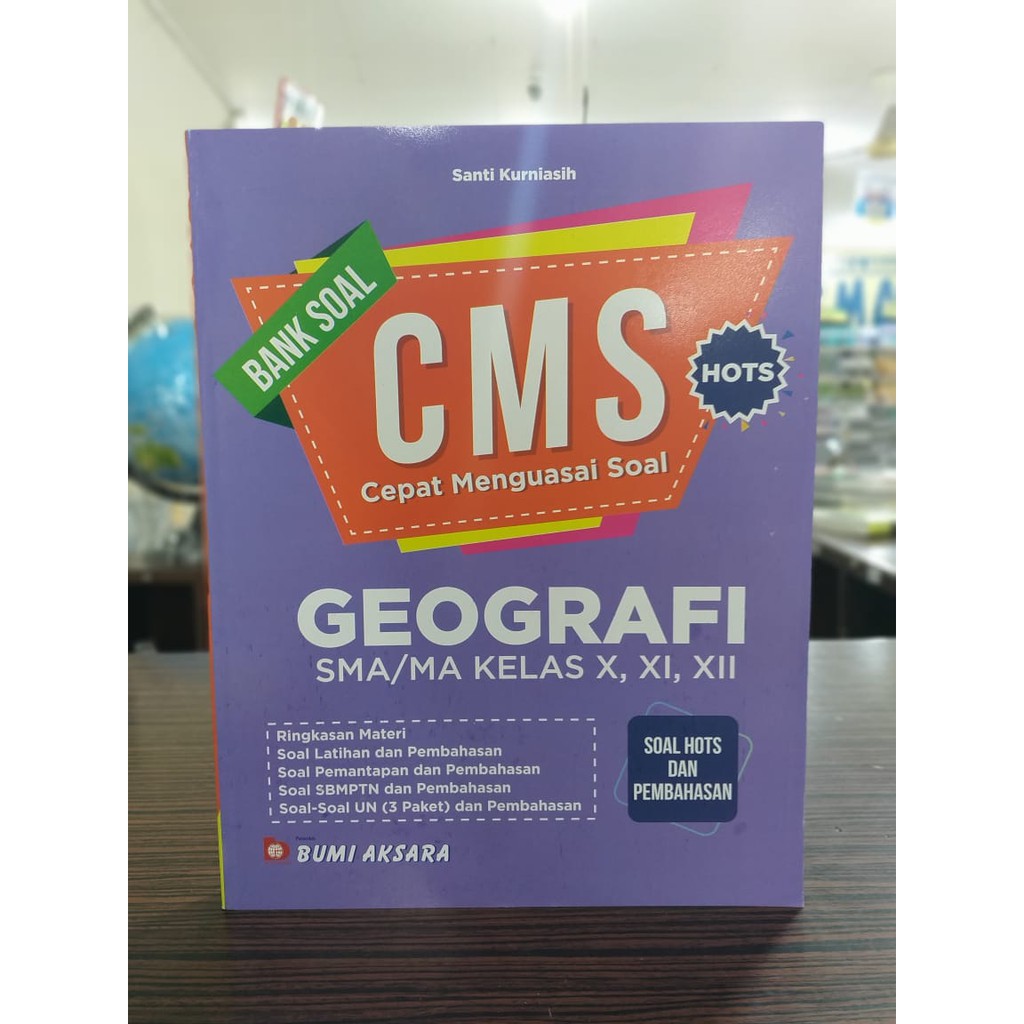 Santi Kurniasih
BANK SOAL
CMS
Cepat Menguasai Soal
HOTS
GEOGRAFI
SMA/MA KELAS X, XI, XII
Ringkasan Materi
Soal Latihan dan Pembahasan
Soal Pemantapan dan Pembahasan
Soal SBMPTN dan Pembahasan
Soal-Soal UN (3 Paket) dan Pembahasan
SOAL HOTS
DAN
PEMBAHASAN
BUMI AKSARA